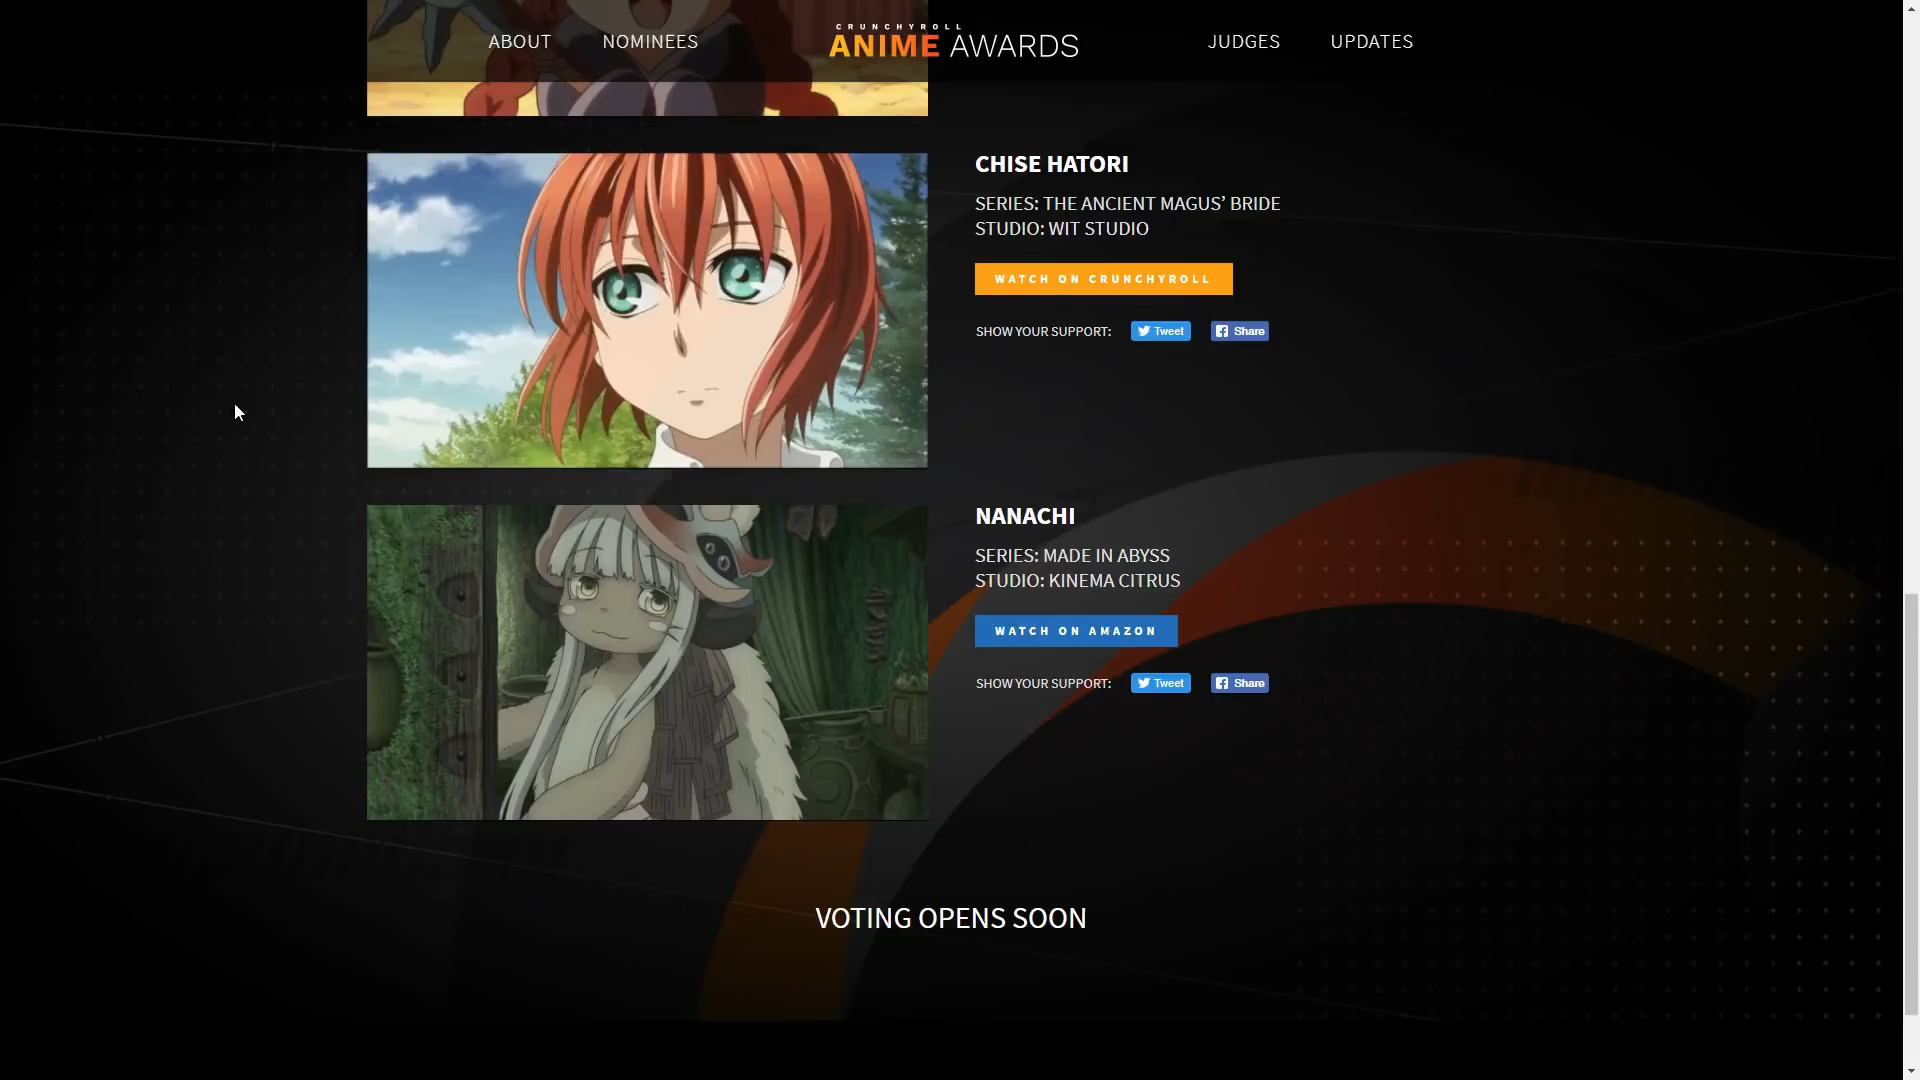 ABOUT
NOMINEES
CRUNCHYROLL
ANIME AWARDS
JUDGES
UPDATES
CHISE HATORI
SERIES: THE ANCIENT MAGUS’ BRIDE
STUDIO: WIT STUDIO
WATCH ON CRUNCHYROLL
SHOW YOUR SUPPORT:
Tweet
Share
NANACHI
SERIES: MADE IN ABYSS
STUDIO: KINEMA CITRUS
WATCH ON AMAZON
SHOW YOUR SUPPORT:
Tweet
Share
VOTING OPENS SOON